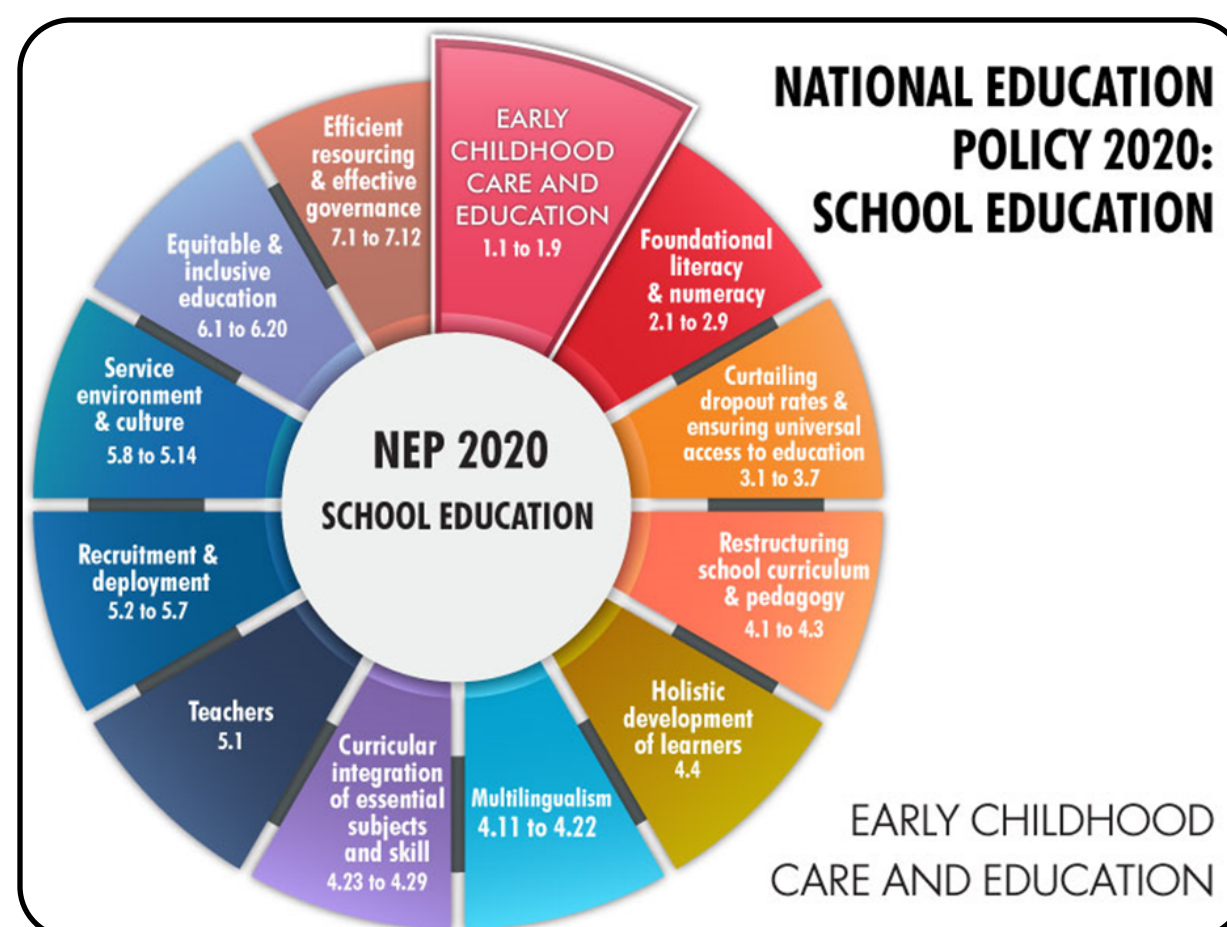 NATIONAL EDUCATION
POLICY 2020:
SCHOOL EDUCATION
EARLY
CHILDHOOD
CARE AND
EDUCATION
1.1 to 1.9
Foundational
literacy
& numeracy
2.1 to 2.9
Curtailing
dropout rates &
ensuring universal
access to education
3.1 to 3.7
Restructuring
school curriculum
& pedagogy
4.1 to 4.3
Holistic
development
of learners
4.4
Multilingualism
4.11 to 4.22
Curricular
integration
of essential
subjects
and skill
4.23 to 4.29
Teachers
5.1
Recruitment &
deployment
5.2 to 5.7
Service
environment
& culture
5.8 to 5.14
Equitable &
inclusive
education
6.1 to 6.20
Efficient
resourcing
& effective
governance
7.1 to 7.12
NEP 2020
SCHOOL EDUCATION
EARLY CHILDHOOD
CARE AND EDUCATION